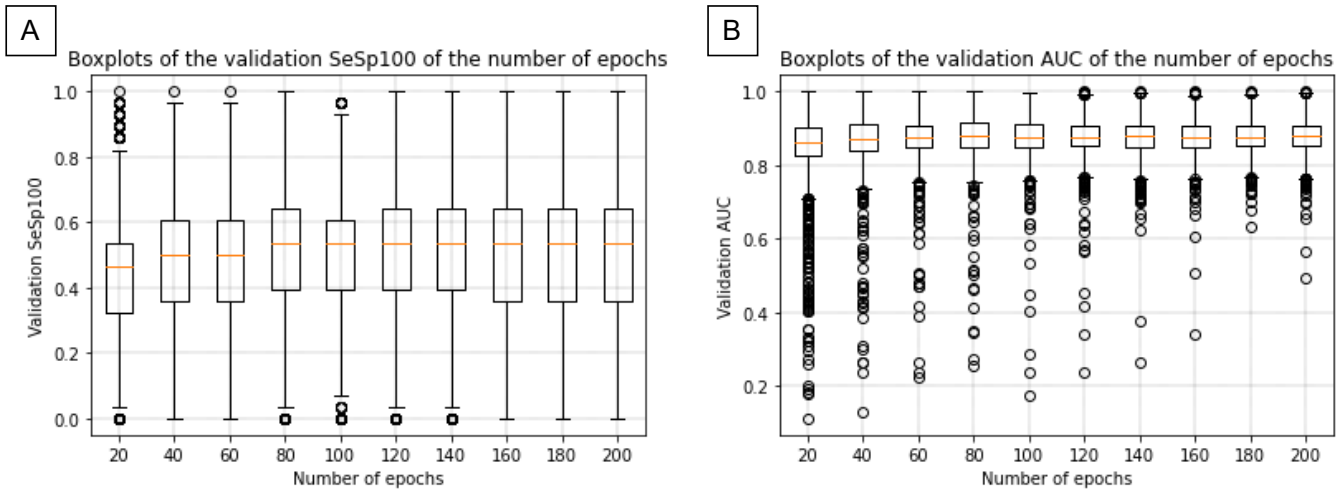 A
Boxplots of the validation SeSp100 of the number of epochs
1.0
0.8
0.6
0.4
0.2
0.0
Validation SeSp100
20 40 60 80 100 120 140 160 180 200
Number of epochs
B
Boxplots of the validation AUC of the number of epochs
1.0
0.8
0.6
0.4
0.2
Validation AUC
20 40 60 80 100 120 140 160 180 200
Number of epochs